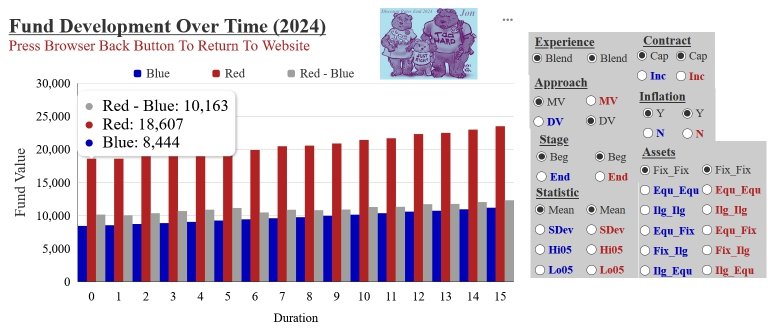 Fund Development Over Time (2024)
Press Browser Back Button To Return To Website
Jon
TOO HARD
...
Blue Red Red - Blue
Red - Blue: 10,163
Red: 18,607
Blue: 8,444
Fund Value
30,000
25,000
20,000
15,000
10,000
5,000
0
0 1 2 3 4 5 6 7 8 9 10 11 12 13 14 15
Duration
Experience
Blend Blend
Contract
Cap Cap
Inc Inc
Approach
MV MV
DV DV
Inflation
Y Y
N N
Stage
Beg Beg
End End
Statistic
Mean Mean
SDev SDev
Hi05 Hi05
Lo05 Lo05
Assets
Fix_Fix Fix_Fix
Equ_Equ Equ_Equ
Ilg_Ilg Ilg_Ilg
Equ_Fix Equ_Fix
Fix_Ilg Fix_Ilg
Ilg_Equ Ilg_Equ